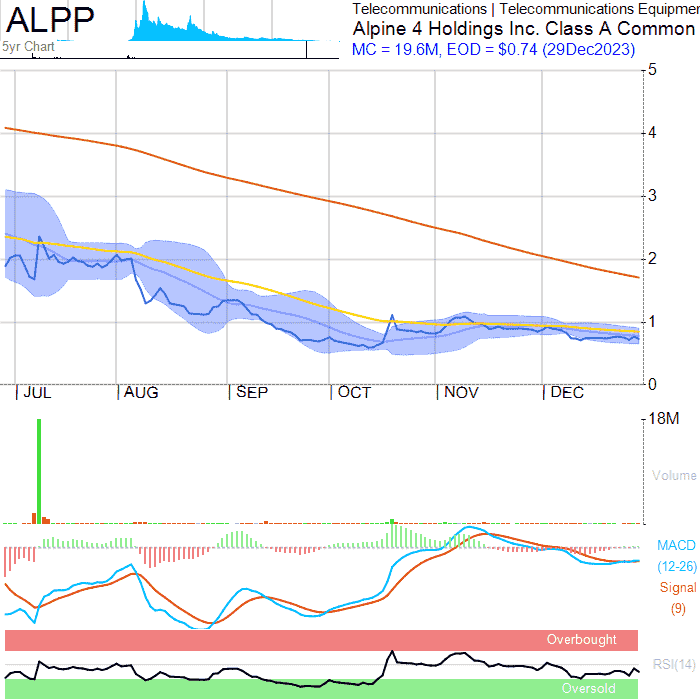 ALPP
5yr Chart
Telecommunications | Telecommunications Equipmen
Alpine 4 Holdings Inc. Class A Common
MC = 19.6M, EOD = $0.74 (29Dec2023)
5
4
3
2
1
0
JUL AUG SEP OCT NOV DEC
18M
Volume
MACD
(12-26)
Signal
(9)
Overbought
RSI(14)
Oversold